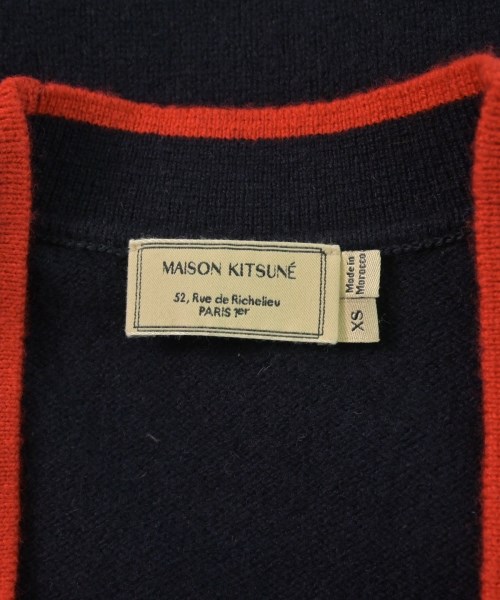 MAISON KITSUNÉ
52, Rue de Richelieu
PARIS 1er
Made in
Morocco
XS